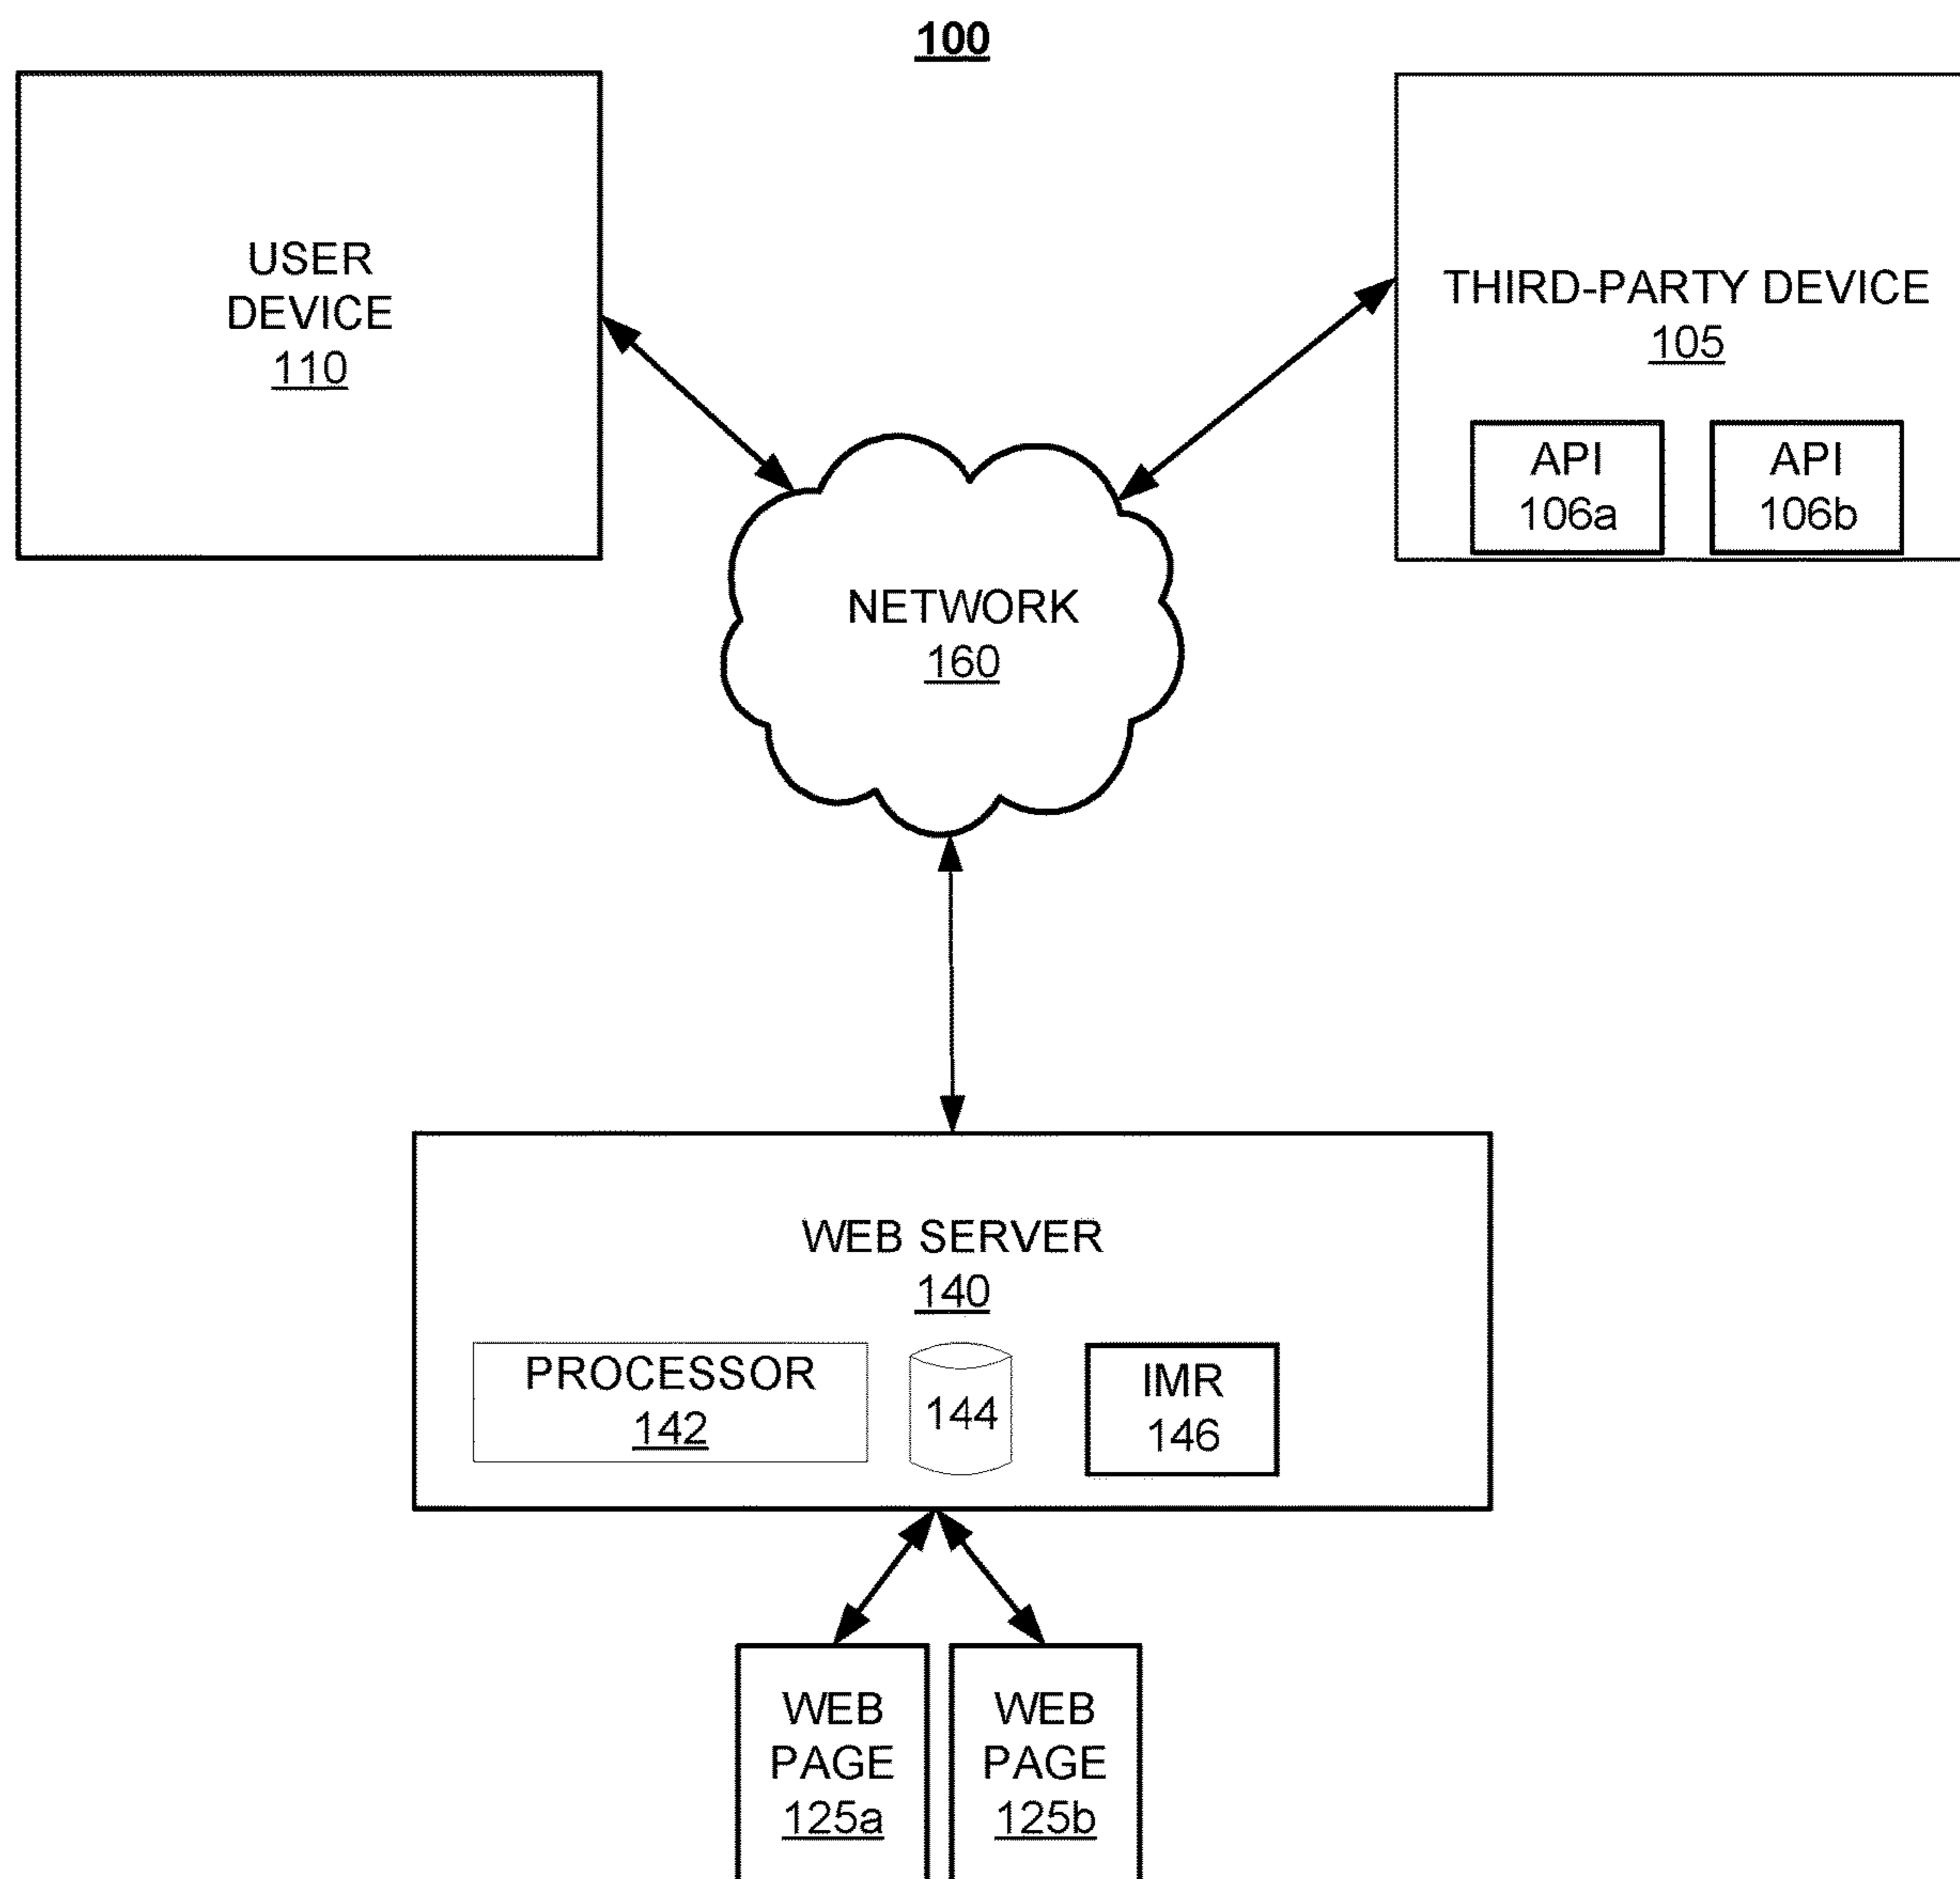 100
USER
DEVICE
110
THIRD-PARTY DEVICE
105
API
106a
API
106b
NETWORK
160
WEB SERVER
140
PROCESSOR
142
144
IMR
146
WEB
PAGE
125a
WEB
PAGE
125b